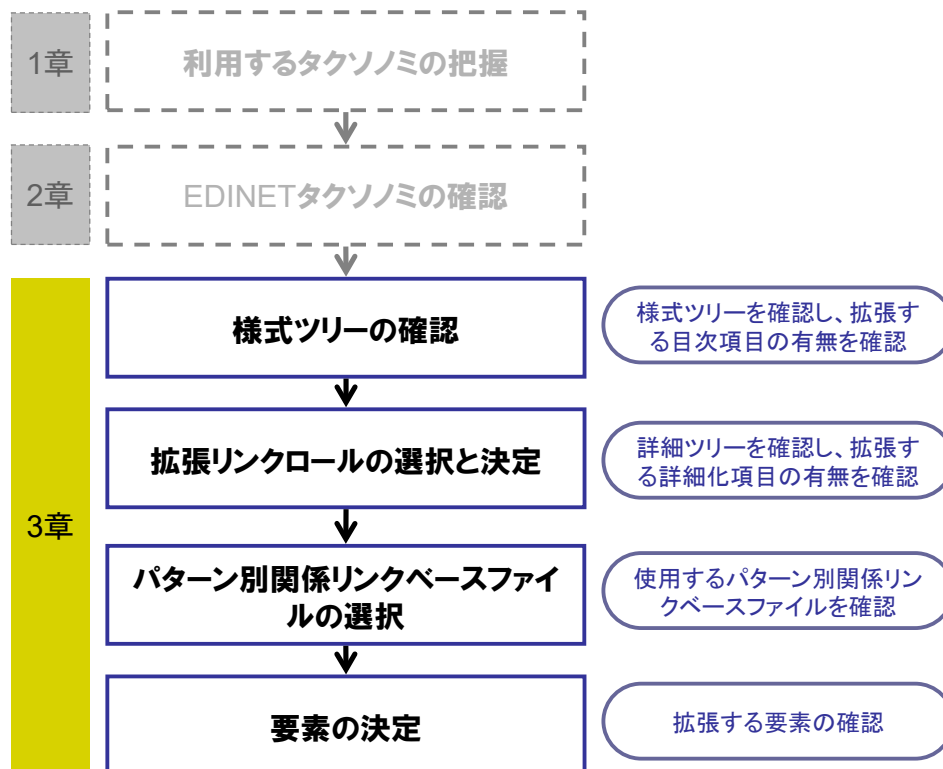 1章
利用するタクソノミの把握
2章
EDINETタクソノミの確認
3章
様式ツリーの確認
様式ツリーを確認し、拡張す
る目次項目の有無を確認
拡張リンクロールの選択と決定
詳細ツリーを確認し、拡張す
る詳細化項目の有無を確認
パターン別関係リンクベースファイ
ルの選択
使用するパターン別関係リン
クベースファイルを確認
要素の決定
拡張する要素の確認